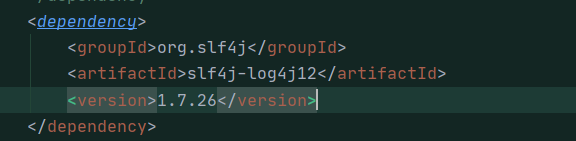 <dependency>
<groupId>org.slf4j</groupId>
<artifactId>slf4j-log4j12</artifactId>
<version>1.7.26</version>
</dependency>